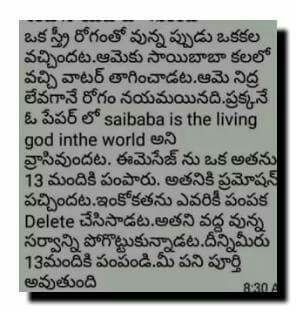 ఒక స్త్రీ రోగంతో వున్న ప్పుడు ఒకకల
వచ్చిందట.ఆమెకు సాయిబాబా కలలో
వచ్చి వాటర్ తాగించాడట.ఆమె నిద్ర
లేవగానే రోగం నయమయినది.ప్రక్కనే
ఓ పేపర్ లో saibaba is the living
god inthe world అని
వ్రాసివుందట. ఈమెసేజ్ ను ఒక అతను
13 మందికి పంపారు. అతనికి ప్రమోషన్
వచ్చిందట.ఇంకోకతను ఎవరికీ పంపక
Delete చేసిసాడట.అతని వద్ద వున్న
సర్వాన్ని పోగొట్టుకున్నాడట.దీన్నిమీరు
13మందికి పంపండి.మీ పని పూర్తి
అవుతుంది
8:30 A